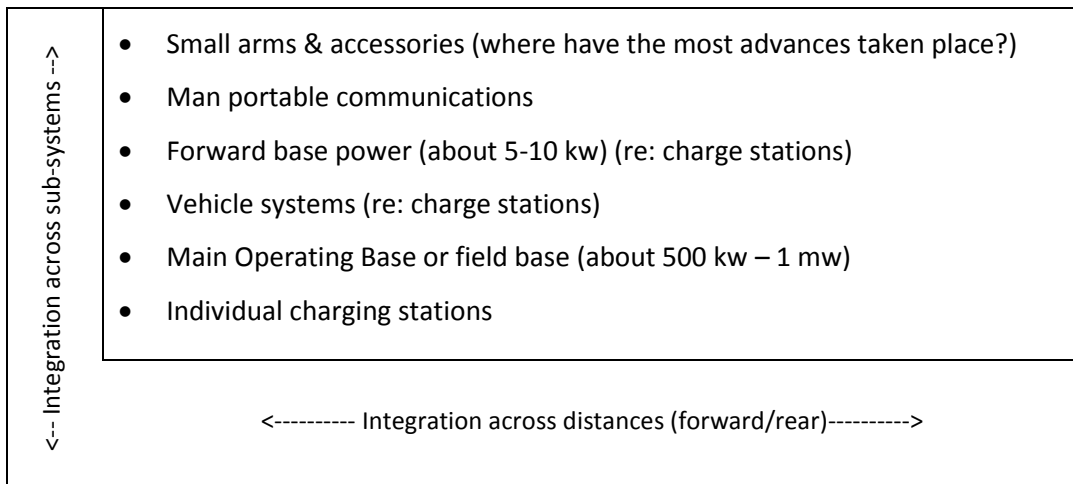 <-- Integration across sub-systems -->
• Small arms & accessories (where have the most advances taken place?)
• Man portable communications
• Forward base power (about 5-10 kw) (re: charge stations)
• Vehicle systems (re: charge stations)
• Main Operating Base or field base (about 500 kw – 1 mw)
• Individual charging stations
<---------- Integration across distances (forward/rear)---------->